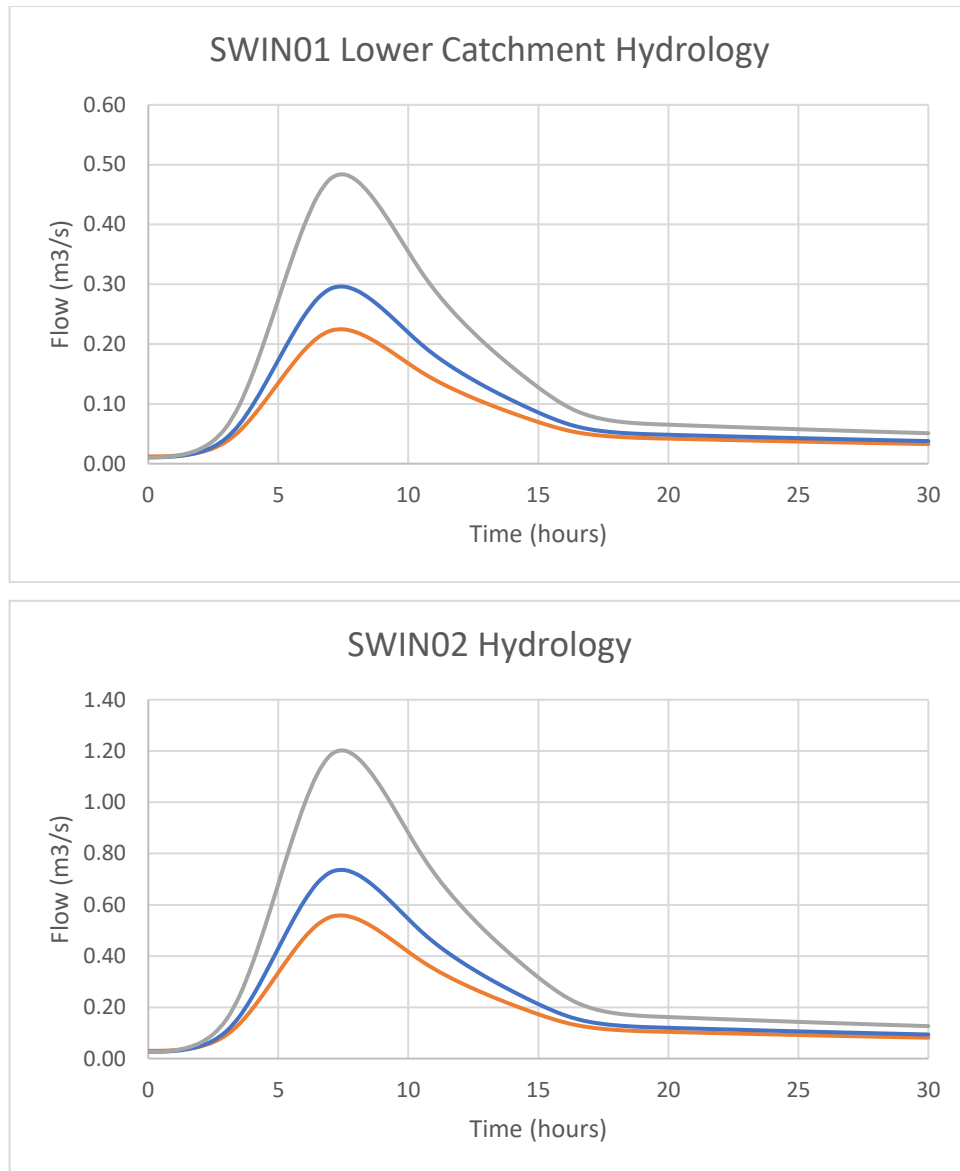 SWIN01 Lower Catchment Hydrology
0.60
0.50
0.40
0.30
0.20
0.10
0.00
Flow (m3/s)
0 5 10 15 20 25 30
Time (hours)
SWIN02 Hydrology
1.40
1.20
1.00
0.80
0.60
0.40
0.20
0.00
Flow (m3/s)
0 5 10 15 20 25 30
Time (hours)